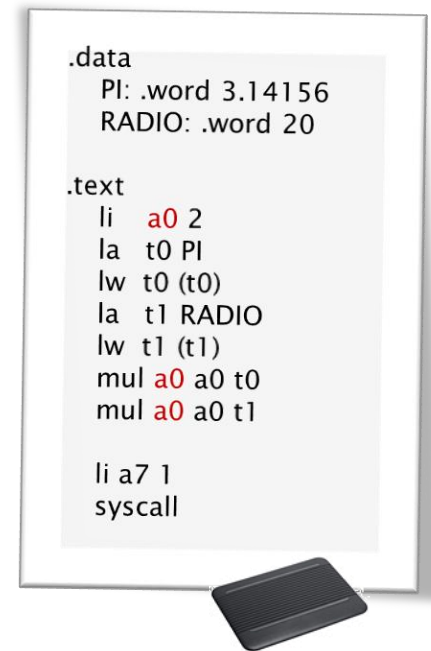 .data
PI: .word 3.14156
RADIO: .word 20
.text
li a0 2
la t0 PI
lw t0 (t0)
la t1 RADIO
lw t1 (t1)
mul a0 a0 t0
mul a0 a0 t1
li a7 1
syscall